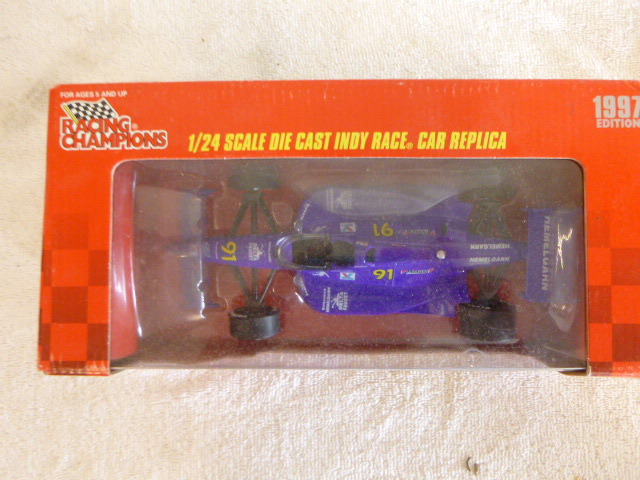 FOR AGES 5 AND UP
RACING
CHAMPIONS
1/24 SCALE DIE CAST INDY RACE® CAR REPLICA
1997
EDITION
91
91
91
HEMELGARN
HEMELGARN
HEMELGARN